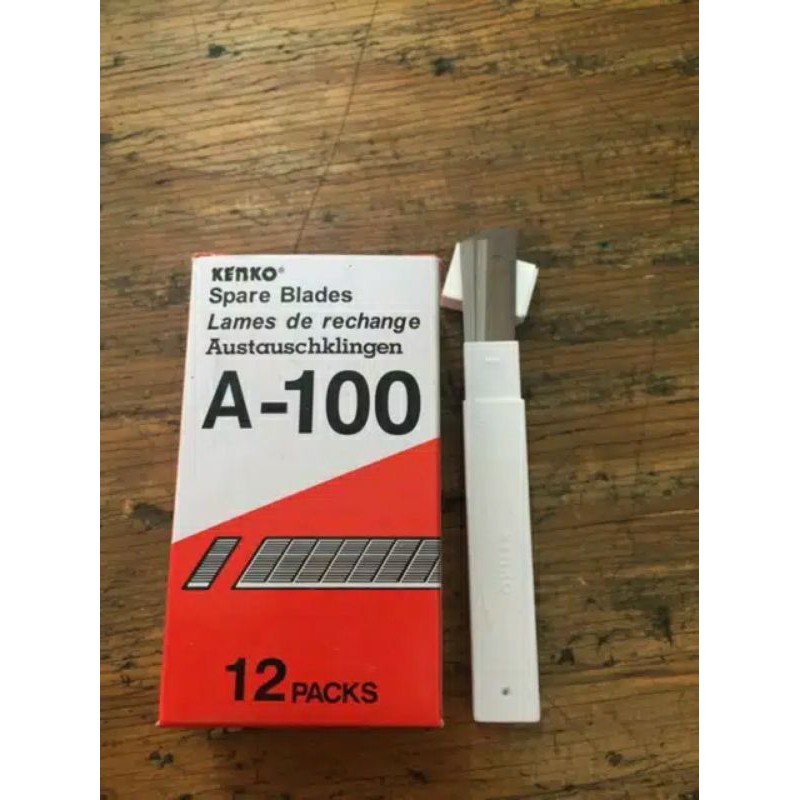 KENKO®
Spare Blades
Lames de rechange
Austauschklingen
A-100
12 PACKS